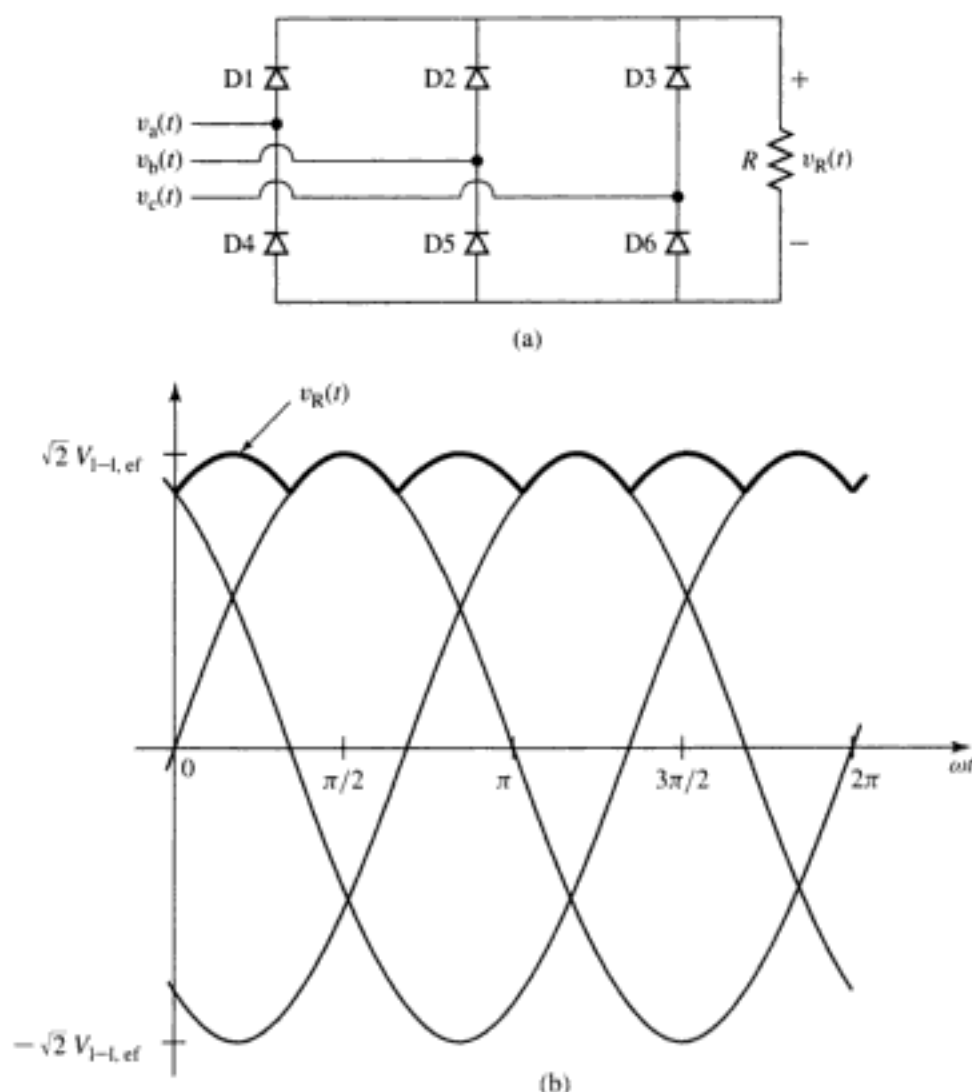 D1 D2 D3
+
v_a(t)
v_b(t)
R v_R(t)
v_c(t)
D4 D5 D6
−
(a)
v_R(t)
√2 V_l–l, ef
0 π/2 π 3π/2 2π ωt
− √2 V_l–l, ef
(b)